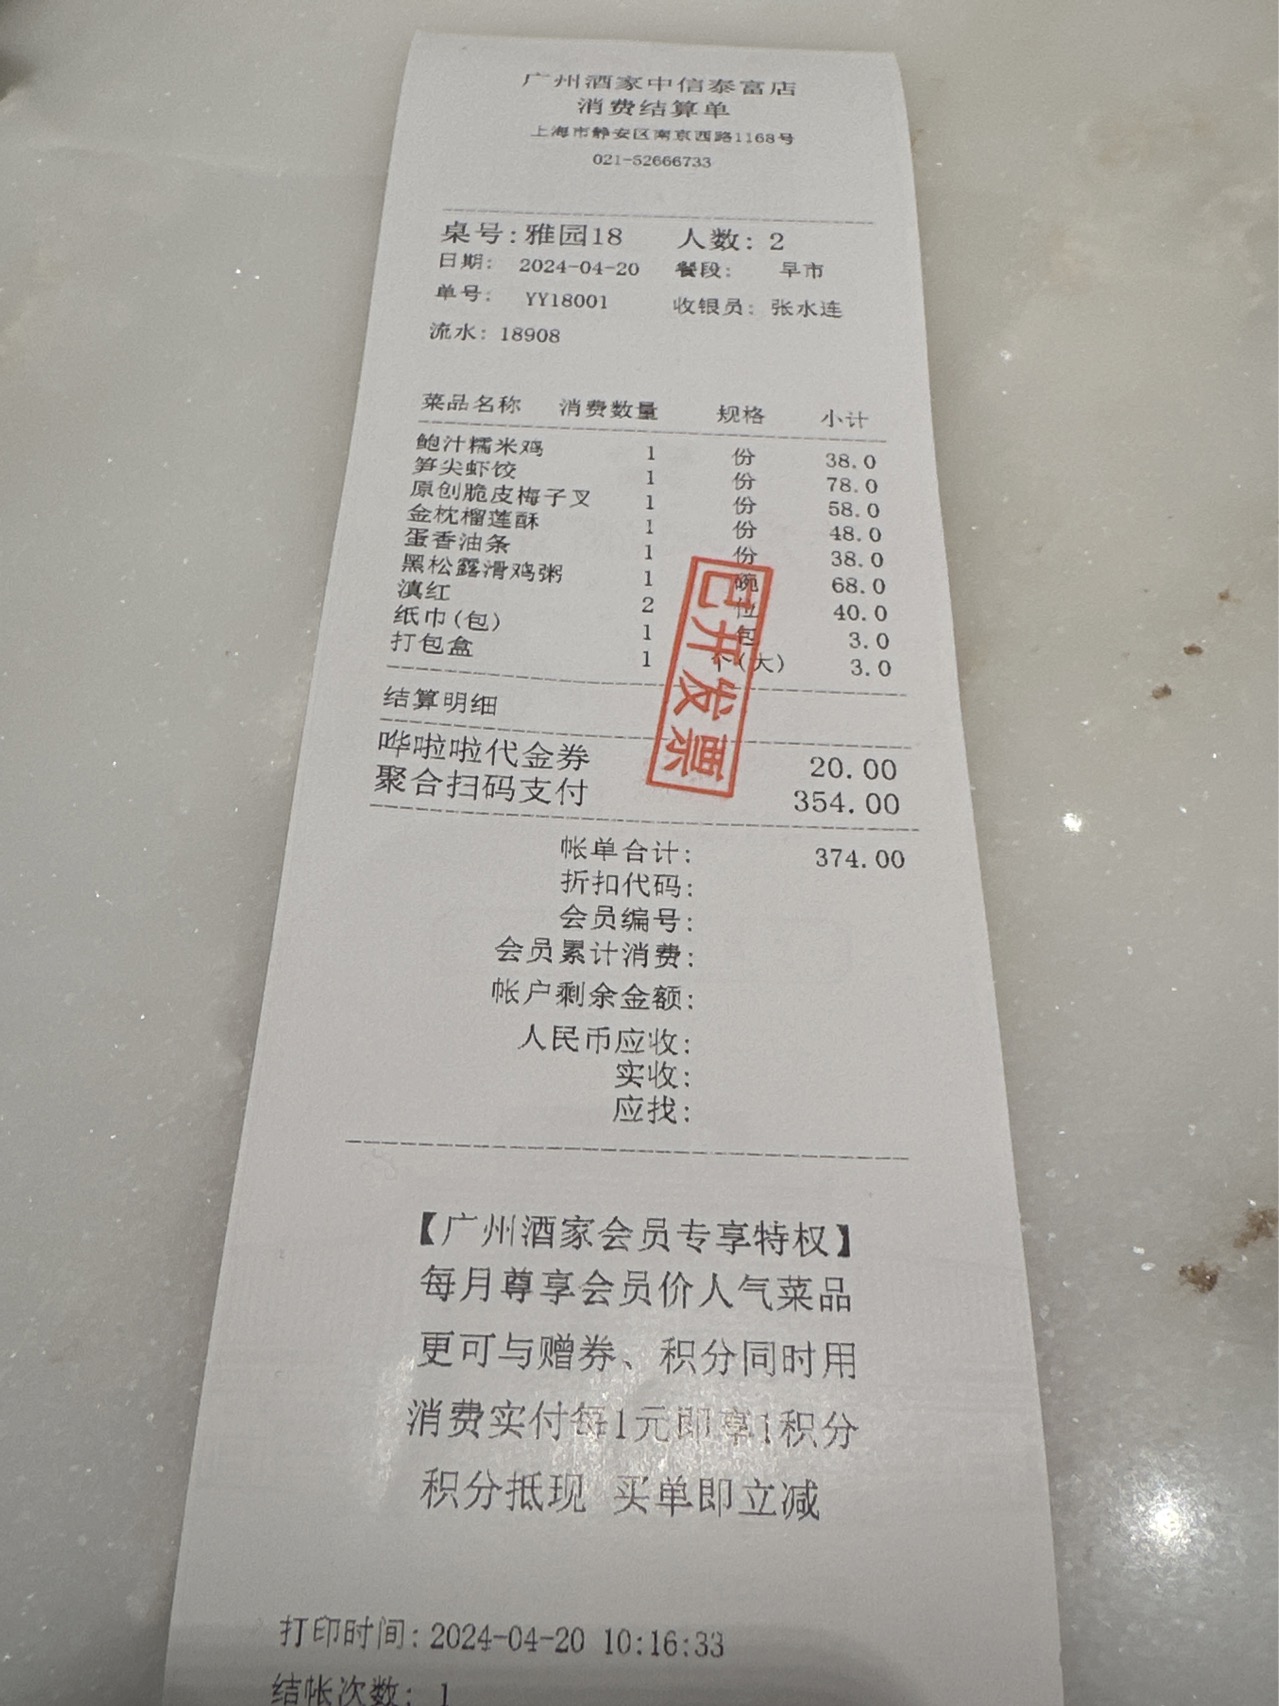 广州酒家中信泰富店
消费结算单
上海市静安区南京西路1168号
021-52666733
桌号:雅园18 人数: 2
日期: 2024-04-20 餐段: 早市
单号: YY18001 收银员: 张水连
流水: 18908
菜品名称 消费数量 规格 小计
鲍汁糯米鸡 1 份 38.0
笋尖虾饺 1 份 78.0
原创脆皮梅子叉 1 份 58.0
金枕榴莲酥 1 份 48.0
蛋香油条 1 份 38.0
黑松露滑鸡粥 1 碗 68.0
滇红 2 位 40.0
纸巾(包) 1 包 3.0
打包盒 1 个(大) 3.0
已开发票
结算明细
哗啦啦代金券 20.00
聚合扫码支付 354.00
帐单合计: 374.00
折扣代码:
会员编号:
会员累计消费:
帐户剩余金额:
人民币应收:
实收:
应找:
【广州酒家会员专享特权】
每月尊享会员价人气菜品
更可与赠券、积分同时用
消费实付每1元即享1积分
积分抵现 买单即立减
打印时间: 2024-04-20 10:16:33
结帐次数: 1